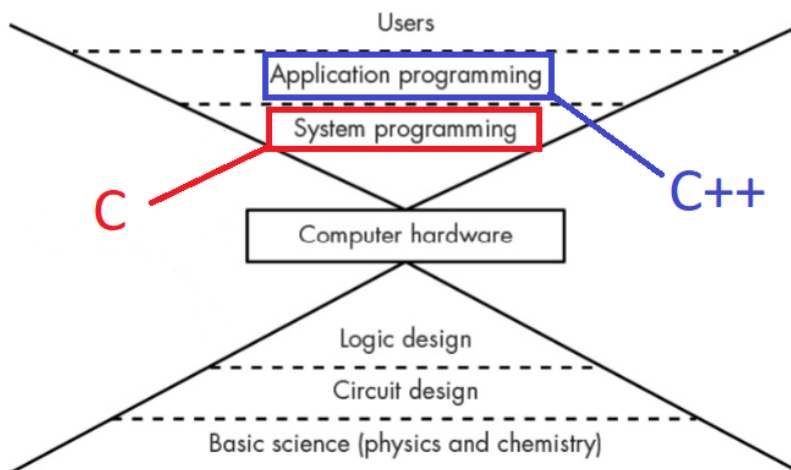 Users
Application programming
System programming
C
C++
Computer hardware
Logic design
Circuit design
Basic science (physics and chemistry)